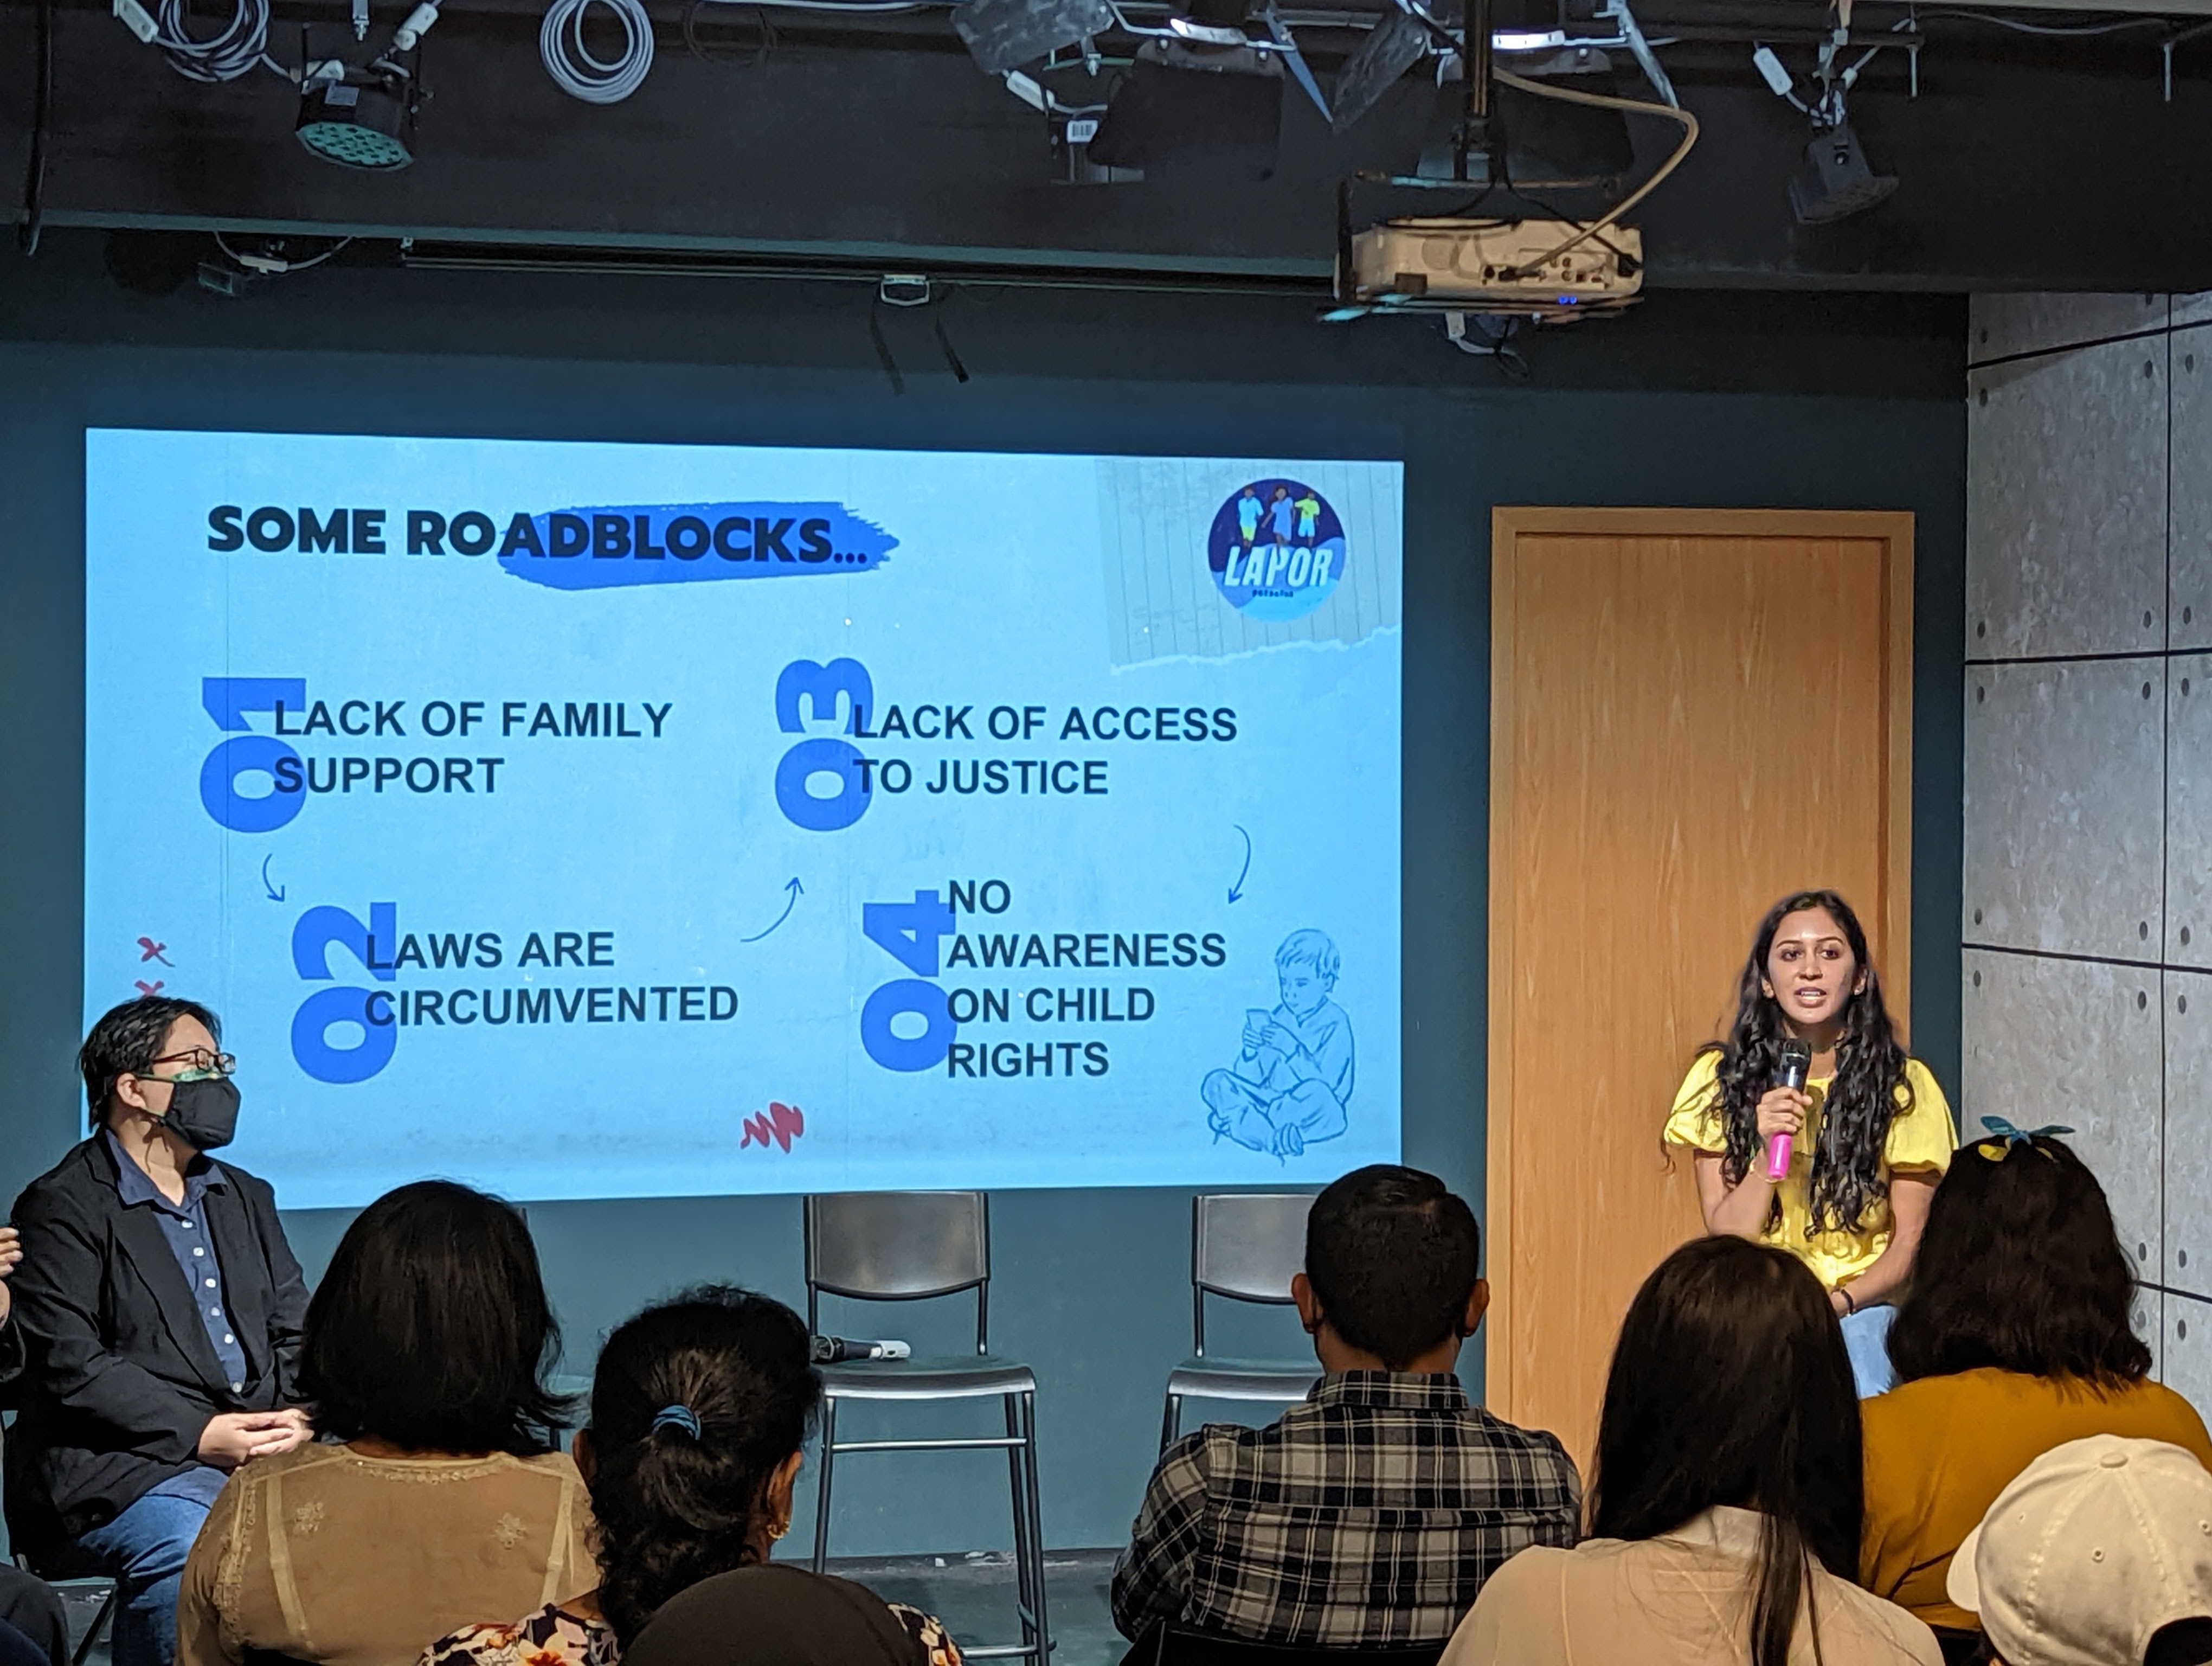 SOME ROADBLOCKS...
LAPOR
01
LACK OF FAMILY
SUPPORT
02
LAWS ARE
CIRCUMVENTED
03
LACK OF ACCESS
TO JUSTICE
04
NO
AWARENESS
ON CHILD
RIGHTS